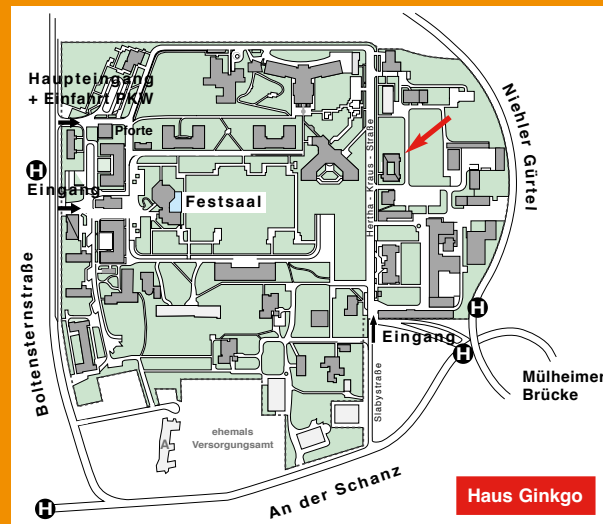 Haupteingang
+ Einfahrt PKW
Pforte
H
Eingang
Festsaal
Hertha - Kraus - Straße
Niehler Gürtel
Boltensternstraße
H
Eingang
H
Slabystraße
Mülheimer
Brücke
ehemals
Versorgungsamt
A
An der Schanz
H
Haus Ginkgo